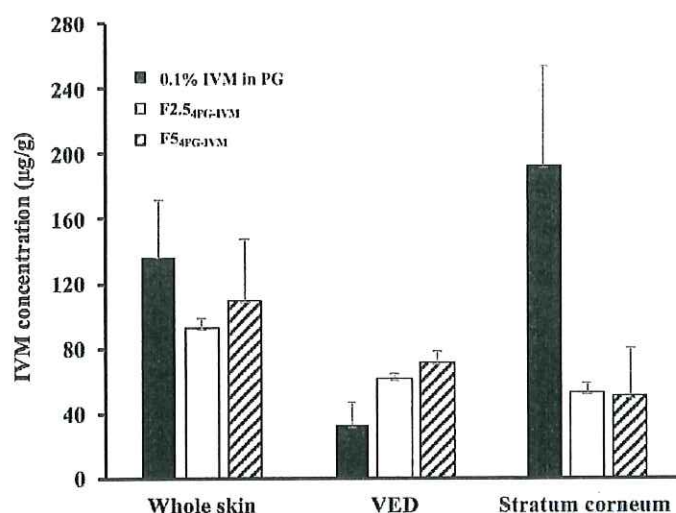 280
240
200
160
120
80
40
0
IVM concentration (µg/g)
0.1% IVM in PG
F2.54PG-IVM
F54PG-IVM
Whole skin
VED
Stratum corneum